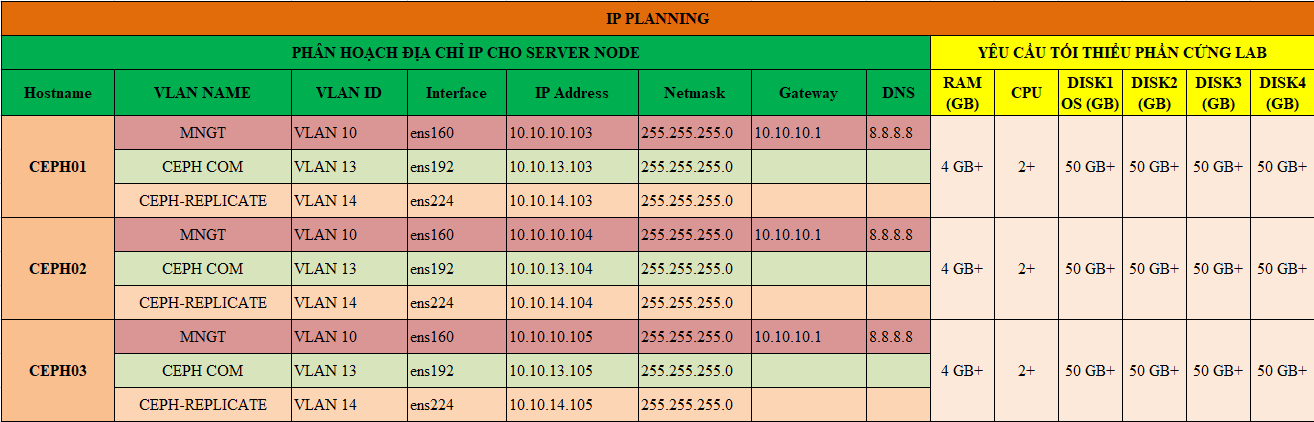 IP PLANNING
PHÂN HOẠCH ĐỊA CHỈ IP CHO SERVER NODE YÊU CẦU TỐI THIỂU PHẦN CỨNG LAB
Hostname VLAN NAME VLAN ID Interface IP Address Netmask Gateway DNS RAM (GB) CPU DISK1 OS (GB) DISK2 (GB) DISK3 (GB) DISK4 (GB)
MNGT VLAN 10 ens160 10.10.10.103 255.255.255.0 10.10.10.1 8.8.8.8
CEPH01 CEPH COM VLAN 13 ens192 10.10.13.103 255.255.255.0 4 GB+ 2+ 50 GB+ 50 GB+ 50 GB+ 50 GB+
CEPH-REPLICATE VLAN 14 ens224 10.10.14.103 255.255.255.0
MNGT VLAN 10 ens160 10.10.10.104 255.255.255.0 10.10.10.1 8.8.8.8
CEPH02 CEPH COM VLAN 13 ens192 10.10.13.104 255.255.255.0 4 GB+ 2+ 50 GB+ 50 GB+ 50 GB+ 50 GB+
CEPH-REPLICATE VLAN 14 ens224 10.10.14.104 255.255.255.0
MNGT VLAN 10 ens160 10.10.10.105 255.255.255.0 10.10.10.1 8.8.8.8
CEPH03 CEPH COM VLAN 13 ens192 10.10.13.105 255.255.255.0 4 GB+ 2+ 50 GB+ 50 GB+ 50 GB+ 50 GB+
CEPH-REPLICATE VLAN 14 ens224 10.10.14.105 255.255.255.0